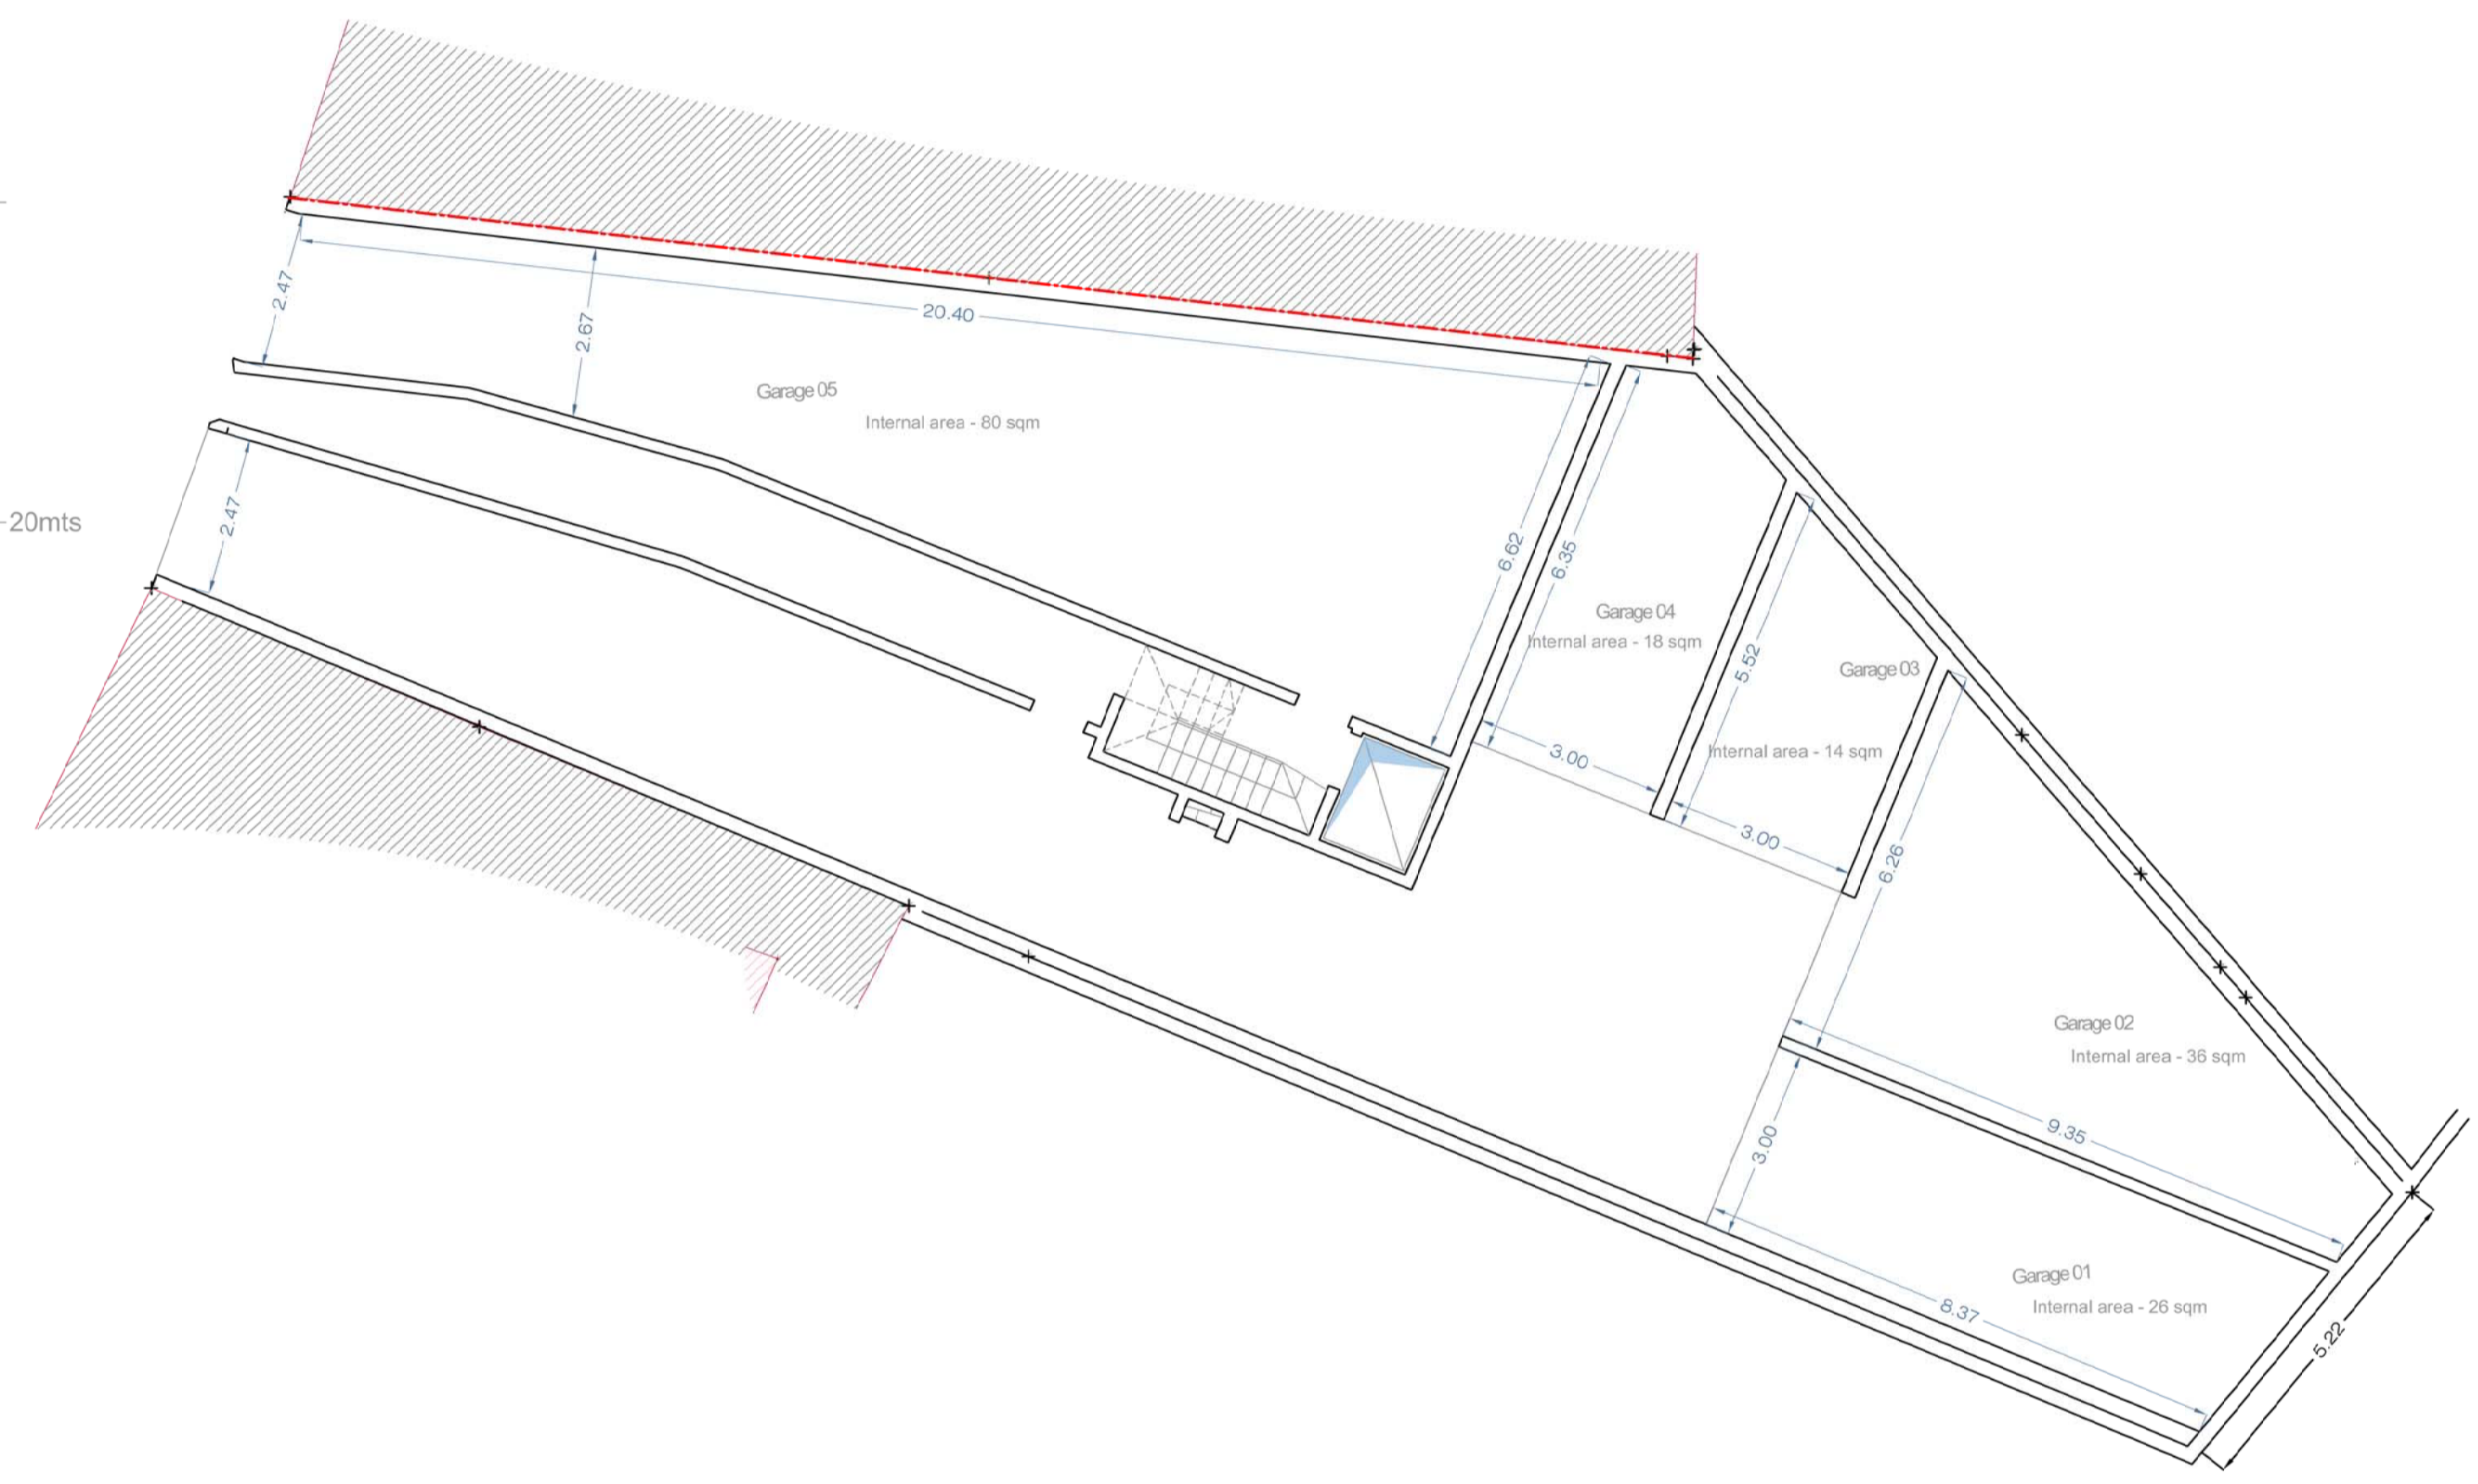 2.47
20.40
2.67
Garage 05
Internal area - 80 sqm
20mts
2.47
6.62
6.35
Garage 04
Internal area - 18 sqm
5.52
Garage 03
Internal area - 14 sqm
3.00
3.00
6.26
Garage 02
Internal area - 36 sqm
9.35
3.00
Garage 01
Internal area - 26 sqm
8.37
5.22